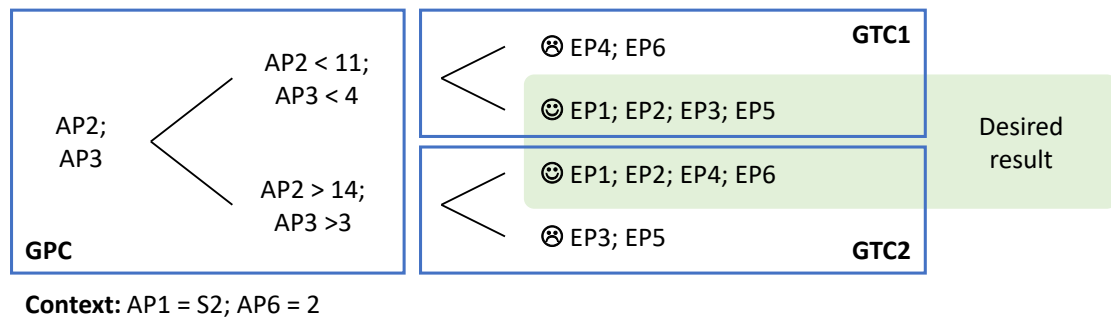 AP2;
AP3
AP2 < 11;
AP3 < 4
AP2 > 14;
AP3 >3
GPC
GTC1
☹ EP4; EP6
☺ EP1; EP2; EP3; EP5
☺ EP1; EP2; EP4; EP6
☹ EP3; EP5
GTC2
Desired
result
Context: AP1 = S2; AP6 = 2